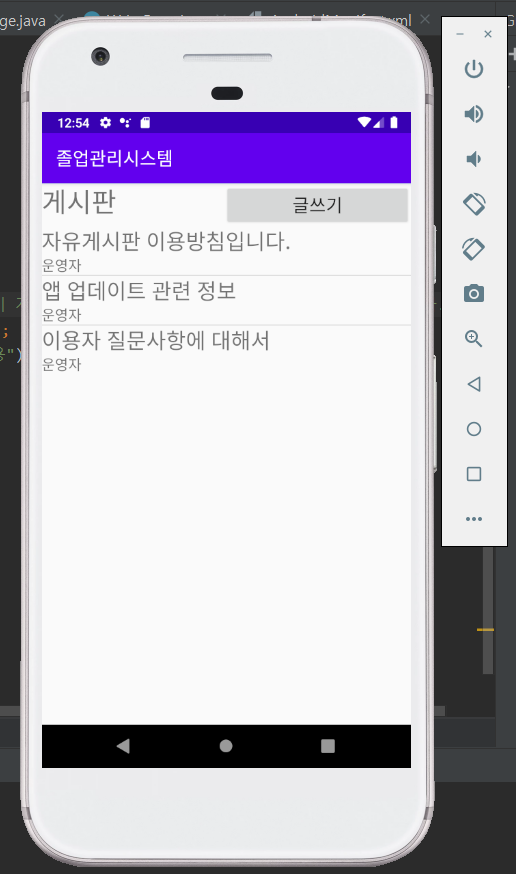 ge.java
12:54
졸업관리시스템
게시판
글쓰기
자유게시판 이용방침입니다.
운영자
앱 업데이트 관련 정보
운영자
이용자 질문사항에 대해서
운영자